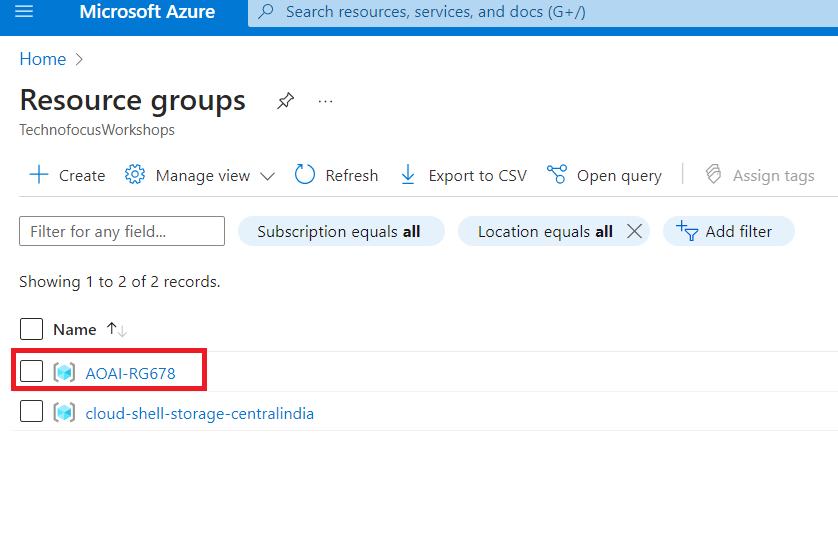 Microsoft Azure
Search resources, services, and docs (G+/)
Home
Resource groups
TechnofocusWorkshops
Create Manage view Refresh Export to CSV Open query Assign tags
Filter for any field... Subscription equals all Location equals all Add filter
Showing 1 to 2 of 2 records.
Name
AOAI-RG678
cloud-shell-storage-centralindia